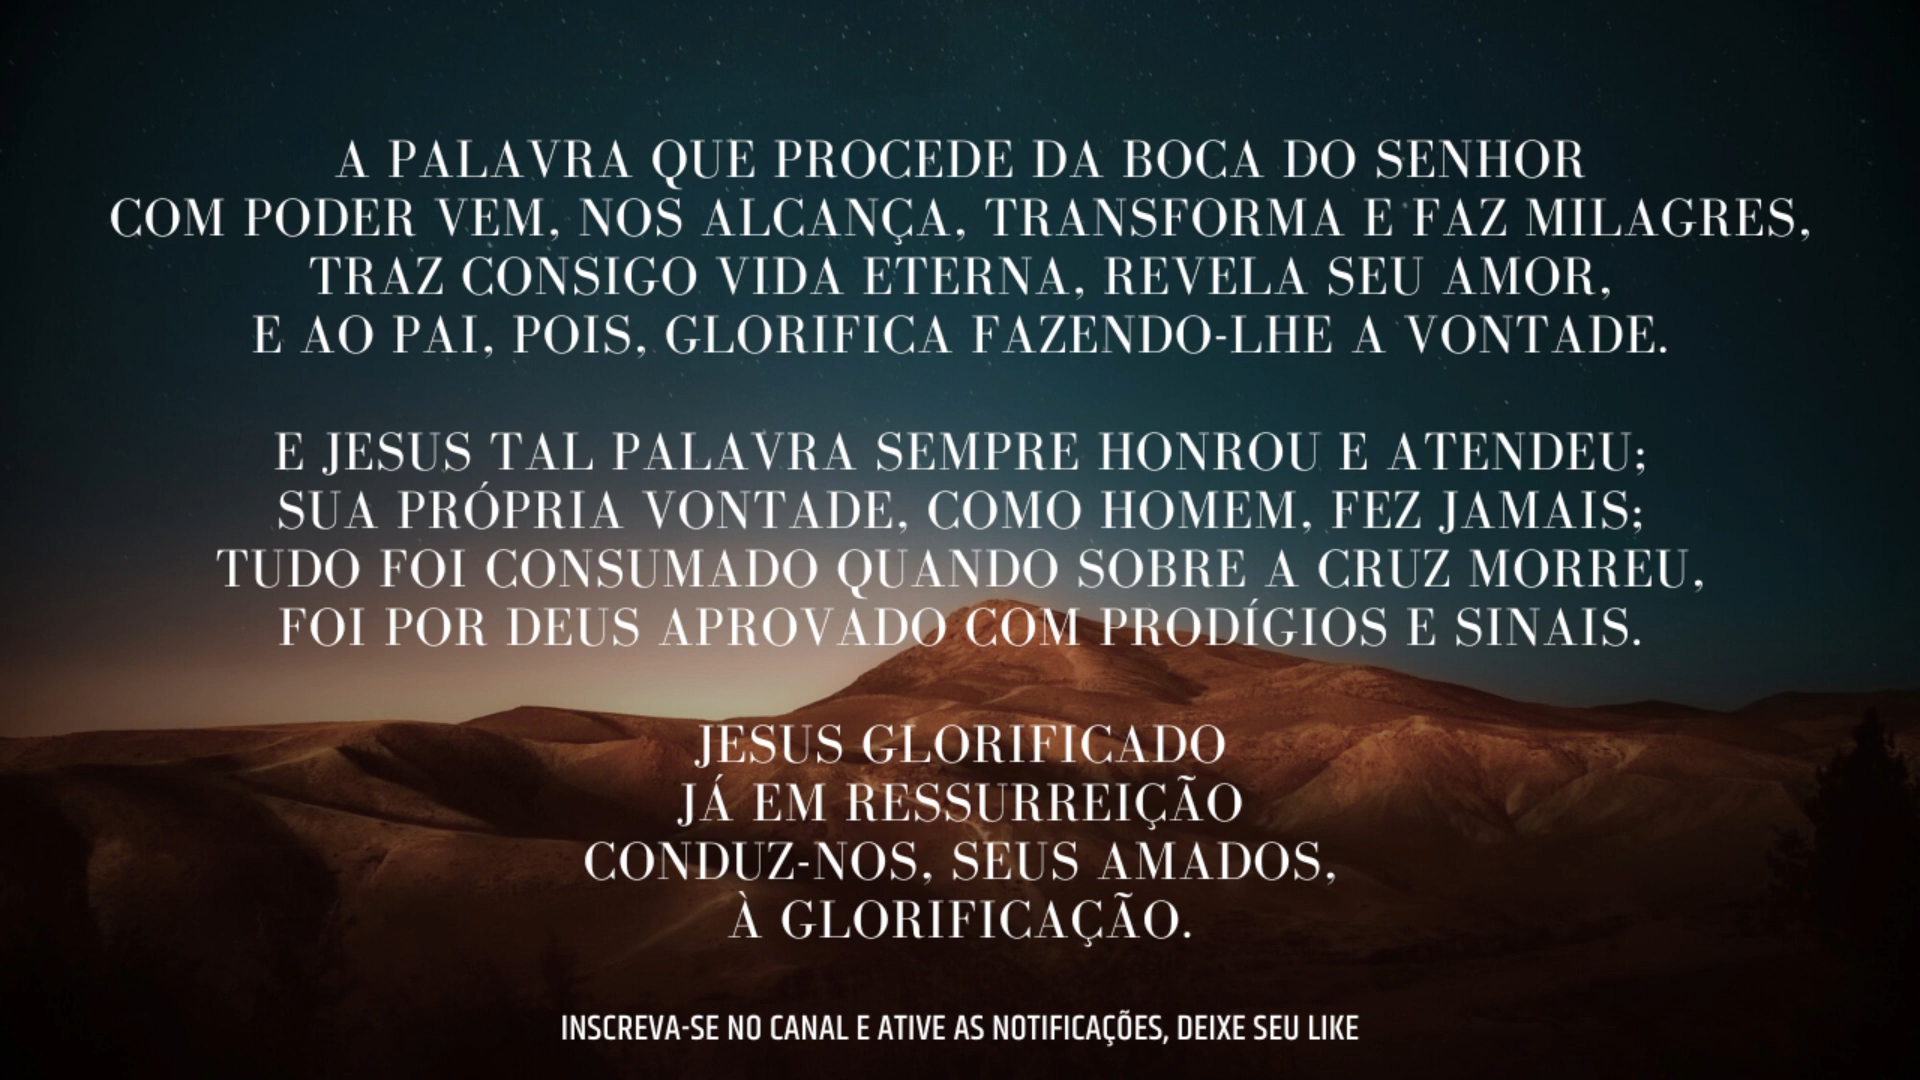 A PALAVRA QUE PROCEDE DA BOCA DO SENHOR
COM PODER VEM, NOS ALCANÇA, TRANSFORMA E FAZ MILAGRES,
TRAZ CONSIGO VIDA ETERNA, REVELA SEU AMOR,
E AO PAI, POIS, GLORIFICA FAZENDO-LHE A VONTADE.
E JESUS TAL PALAVRA SEMPRE HONROU E ATENDEU;
SUA PRÓPRIA VONTADE, COMO HOMEM, FEZ JAMAIS;
TUDO FOI CONSUMADO QUANDO SOBRE A CRUZ MORREU,
FOI POR DEUS APROVADO COM PRODÍGIOS E SINAIS.
JESUS GLORIFICADO
JÁ EM RESSURREIÇÃO
CONDUZ-NOS, SEUS AMADOS,
À GLORIFICAÇÃO.
INSCREVA-SE NO CANAL E ATIVE AS NOTIFICAÇÕES, DEIXE SEU LIKE